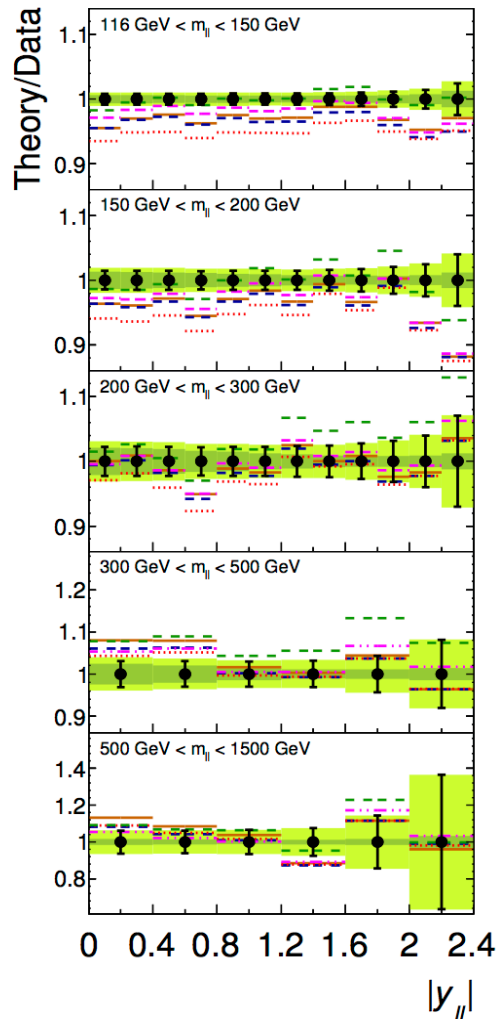 Theory/Data
116 GeV < m_ll < 150 GeV
1.1
1
0.9
150 GeV < m_ll < 200 GeV
1.1
1
0.9
200 GeV < m_ll < 300 GeV
1.1
1
0.9
300 GeV < m_ll < 500 GeV
1.2
1.1
1
0.9
500 GeV < m_ll < 1500 GeV
1.4
1.2
1
0.8
0 0.4 0.8 1.2 1.6 2 2.4
|y_ll|